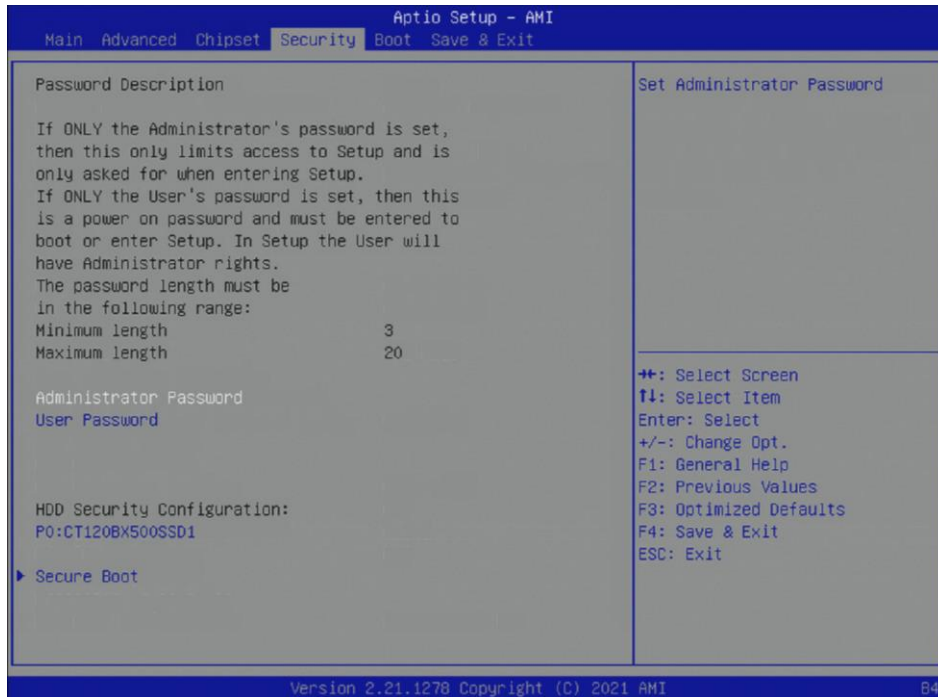 Aptio Setup - AMI
Main Advanced Chipset Security Boot Save & Exit
Password Description
If ONLY the Administrator's password is set,
then this only limits access to Setup and is
only asked for when entering Setup.
If ONLY the User's password is set, then this
is a power on password and must be entered to
boot or enter Setup. In Setup the User will
have Administrator rights.
The password length must be
in the following range:
Minimum length 3
Maximum length 20
Administrator Password
User Password
HDD Security Configuration:
P0:CT120BX500SSD1
Secure Boot
Set Administrator Password
→←: Select Screen
↑↓: Select Item
Enter: Select
+/-: Change Opt.
F1: General Help
F2: Previous Values
F3: Optimized Defaults
F4: Save & Exit
ESC: Exit
Version 2.21.1278 Copyright (C) 2021 AMI
B4